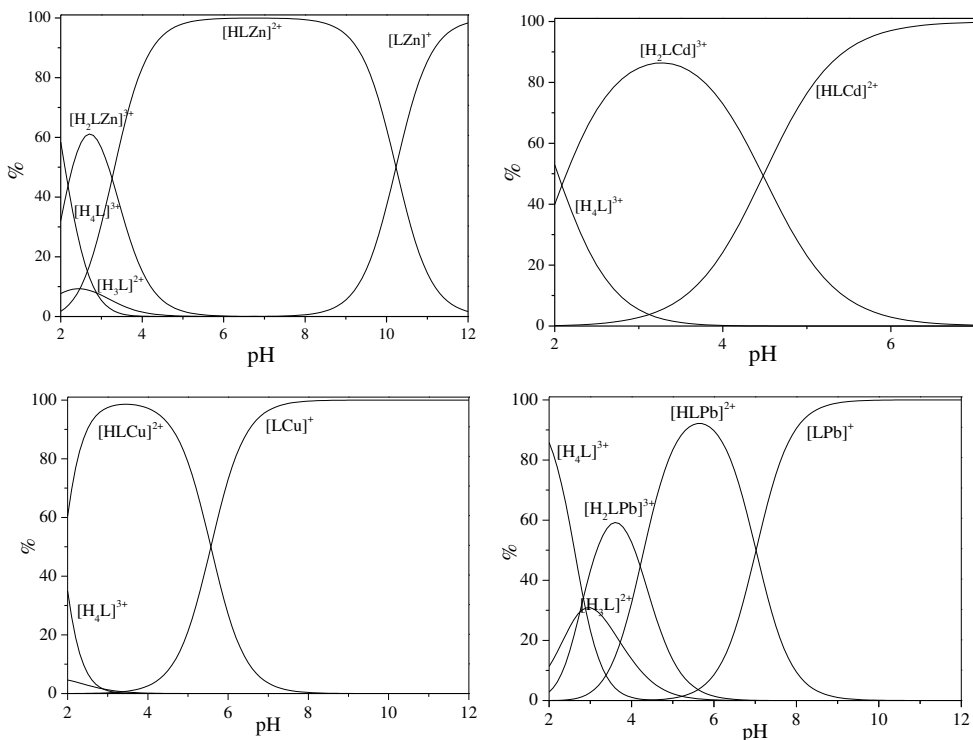 100
80
60
40
20
0
%
2
4
6
8
10
12
pH
[HLZn]²⁺
[LZn]⁺
[H₂LZn]³⁺
[H₄L]³⁺
[H₃L]²⁺
100
80
60
40
20
0
%
2
4
6
pH
[H₂LCd]³⁺
[HLCd]²⁺
[H₄L]³⁺
100
80
60
40
20
0
%
2
4
6
8
10
12
pH
[HLCu]²⁺
[LCu]⁺
[H₄L]³⁺
100
80
60
40
20
0
%
2
4
6
8
10
12
pH
[HLPb]²⁺
[LPb]⁺
[H₄L]³⁺
[H₂LPb]³⁺
[H₃L]²⁺